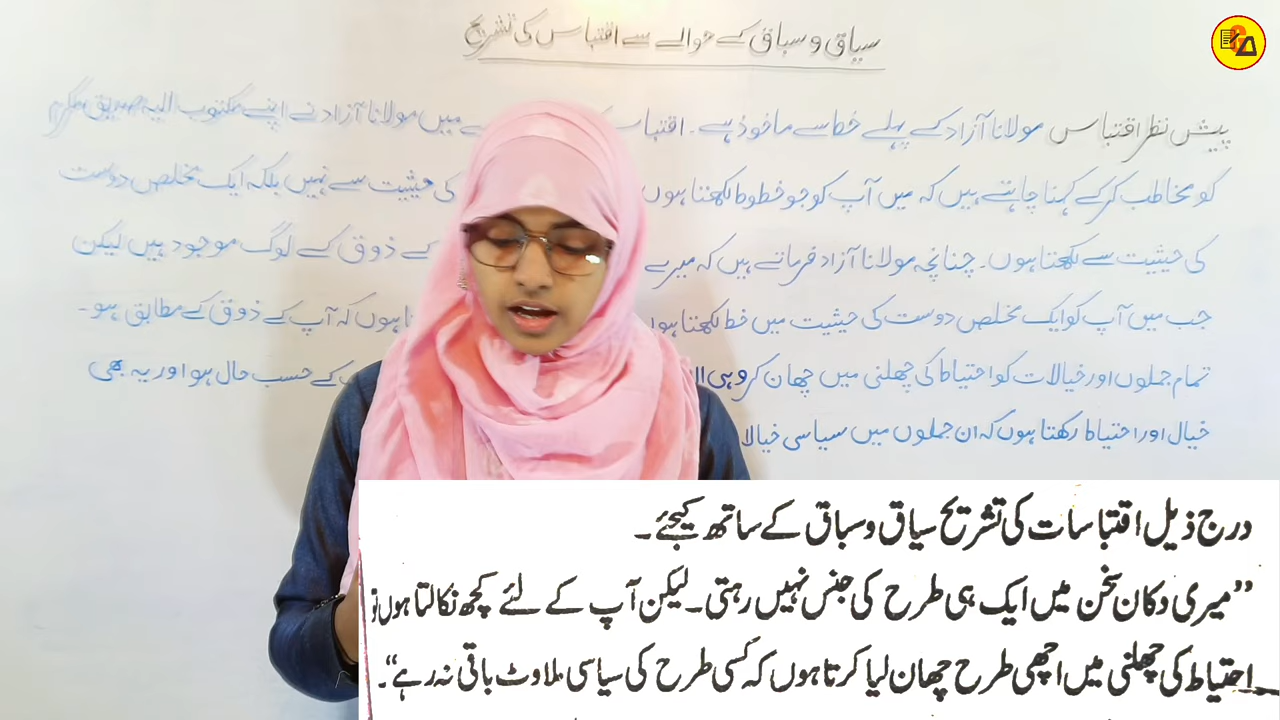 سیاق و سباق کے حوالے سے اقتباس کی تشریح
پیش نظر اقتباس مولانا آزاد کے پہلے خط سے ماخوذ ہے۔ اقتباس میں مولانا آزاد نے اپنے مکتوب الیہ صدیق مکرم
کو مخاطب کرکے کہنا چاہتے ہیں کہ میں آپ کو جو خطوط لکھتا ہوں کی حیثیت سے نہیں بلکہ ایک مخلص دوست
کی حیثیت سے لکھتا ہوں۔ چنانچہ مولانا آزاد فرماتے ہیں کہ میرے کے ذوق کے لوگ موجود ہیں لیکن
جب میں آپ کو ایک مخلص دوست کی حیثیت میں خط لکھتا ہوں ہوں کہ آپ کے ذوق کے مطابق ہو۔
تمام جملوں اور خیالات کو احتیاط کی چھلنی میں چھان کر وہی کے حسب حال ہو اور یہ بھی
خیال اور احتیاط رکھتا ہوں کہ ان جملوں میں سیاسی
درج ذیل اقتباسات کی تشریح سیاق و سباق کے ساتھ کیجئے۔
”میری دکان سخن میں ایک ہی طرح کی جنس نہیں رہتی۔ لیکن آپ کے لئے کچھ نکالتا ہوں تو
احتیاط کی چھلنی میں اچھی طرح چھان لیا کرتا ہوں کہ کسی طرح کی سیاسی ملاوٹ باقی نہ رہے“۔